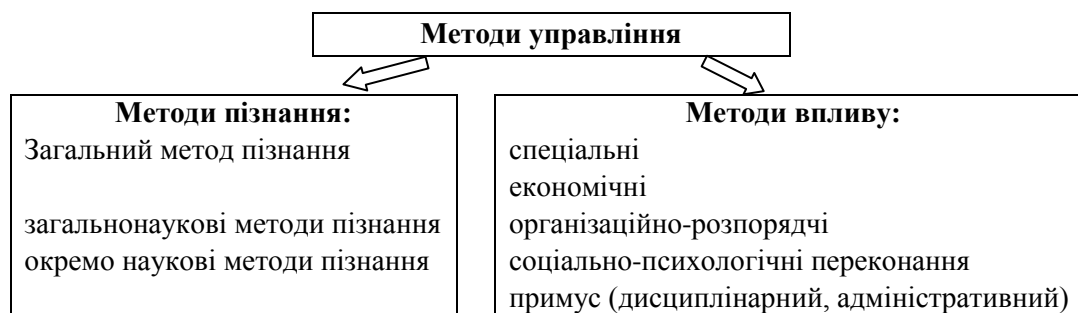 Методи управління
Методи пізнання:
Загальний метод пізнання
загальнонаукові методи пізнання
окремо наукові методи пізнання
Методи впливу:
спеціальні
економічні
організаційно-розпорядчі
соціально-психологічні переконання
примус (дисциплінарний, адміністративний)